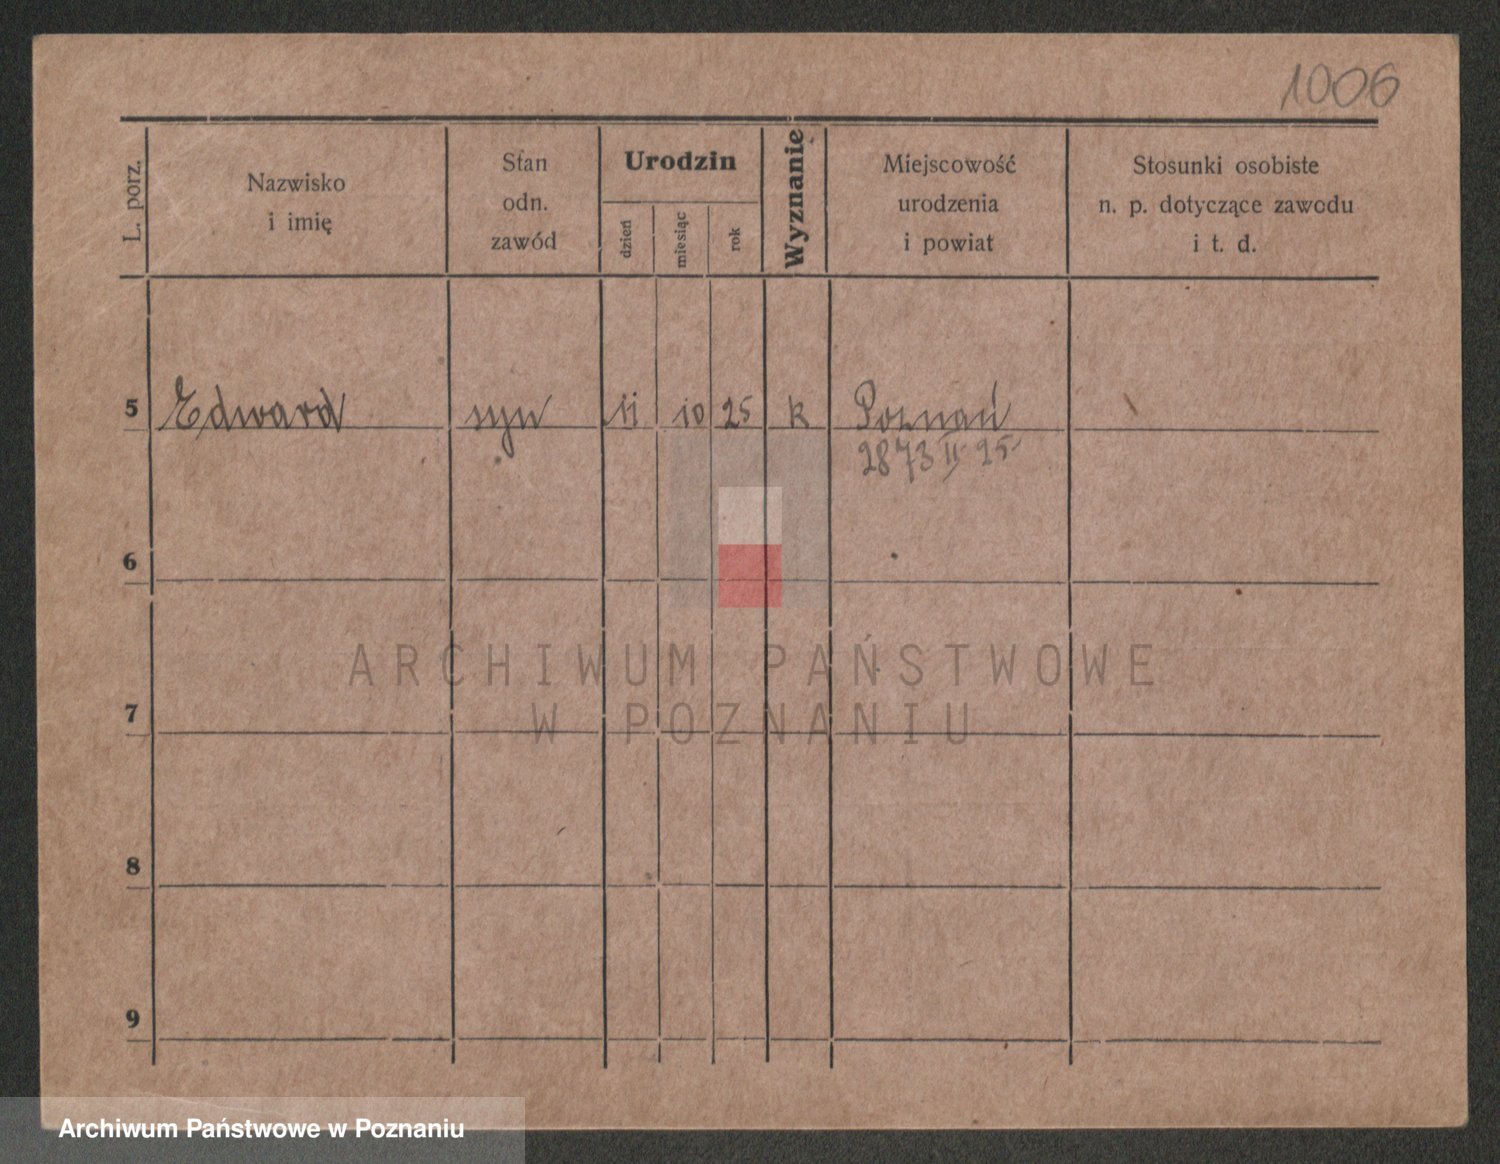 1006
L. porz.
Nazwisko
i imię
Stan
odn.
zawód
Urodzin
dzień
miesiąc
rok
Wyznanie
Miejscowość
urodzenia
i powiat
Stosunki osobiste
n. p. dotyczące zawodu
i t. d.
5 Edward syn 11 10 25 k Poznań
2873 II 25
6
7
8
9
ARCHIWUM PAŃSTWOWE
W POZNANIU
Archiwum Państwowe w Poznaniu